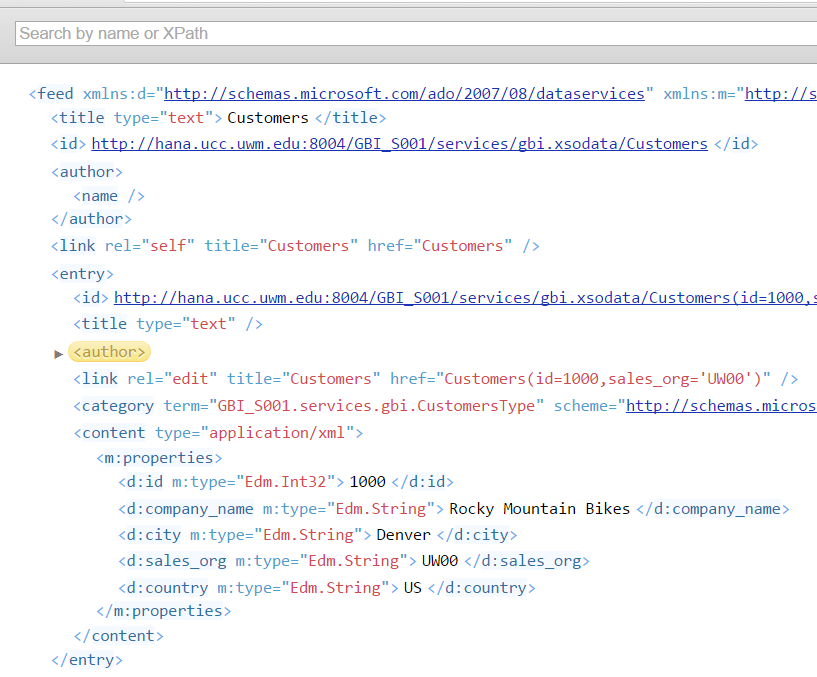 Search by name or XPath
<feed xmlns:d="http://schemas.microsoft.com/ado/2007/08/dataservices" xmlns:m="http://s
<title type="text"> Customers </title>
<id> http://hana.ucc.uwm.edu:8004/GBI_S001/services/gbi.xsodata/Customers </id>
<author>
<name />
</author>
<link rel="self" title="Customers" href="Customers" />
<entry>
<id> http://hana.ucc.uwm.edu:8004/GBI_S001/services/gbi.xsodata/Customers(id=1000,s
<title type="text" />
<author>
<link rel="edit" title="Customers" href="Customers(id=1000,sales_org='UW00')" />
<category term="GBI_S001.services.gbi.CustomersType" scheme="http://schemas.micros
<content type="application/xml">
<m:properties>
<d:id m:type="Edm.Int32"> 1000 </d:id>
<d:company_name m:type="Edm.String"> Rocky Mountain Bikes </d:company_name>
<d:city m:type="Edm.String"> Denver </d:city>
<d:sales_org m:type="Edm.String"> UW00 </d:sales_org>
<d:country m:type="Edm.String"> US </d:country>
</m:properties>
</content>
</entry>